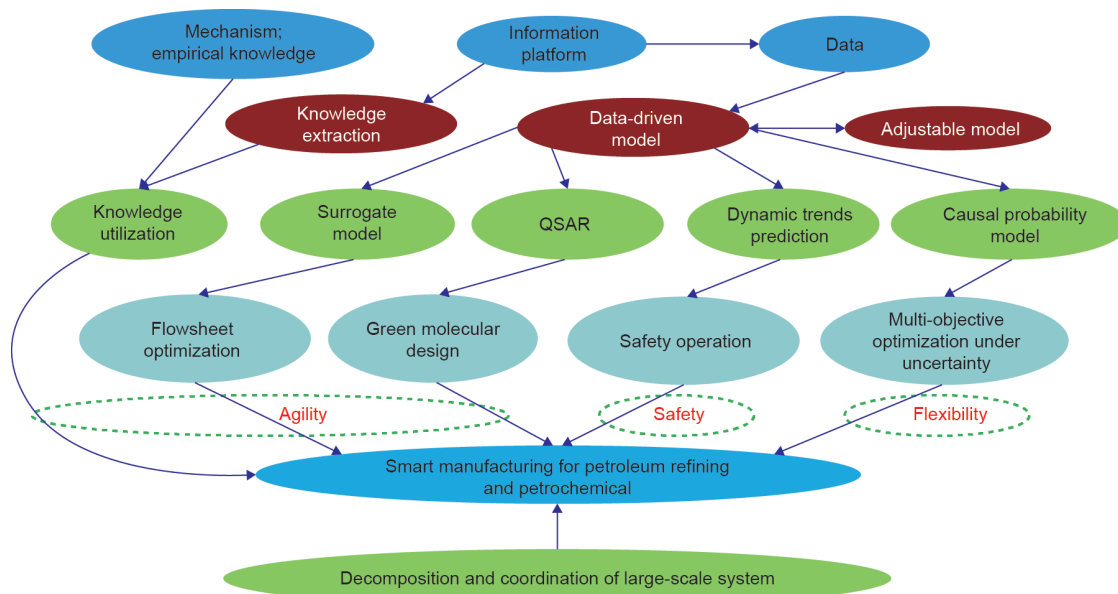 Mechanism;
empirical knowledge
Information
platform
Data
Knowledge
extraction
Data-driven
model
Adjustable model
Knowledge
utilization
Surrogate
model
QSAR
Dynamic trends
prediction
Causal probability
model
Flowsheet
optimization
Green molecular
design
Safety operation
Multi-objective
optimization under
uncertainty
Agility
Safety
Flexibility
Smart manufacturing for petroleum refining
and petrochemical
Decomposition and coordination of large-scale system